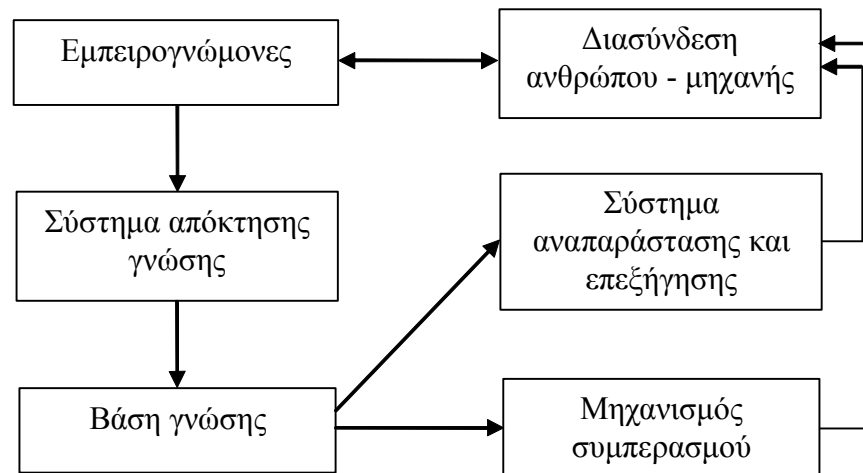 Εμπειρογνώμονες
Διασύνδεση
ανθρώπου - μηχανής
Σύστημα απόκτησης
γνώσης
Σύστημα
αναπαράστασης και
επεξήγησης
Βάση γνώσης
Μηχανισμός
συμπερασμού